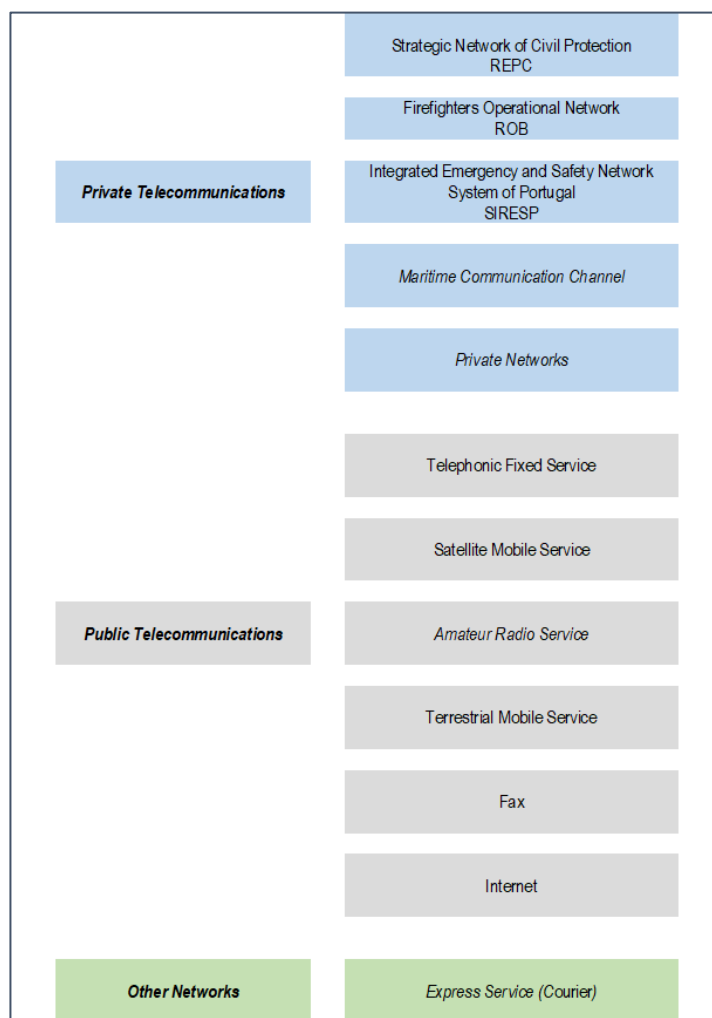 Strategic Network of Civil Protection
REPC
Firefighters Operational Network
ROB
Private Telecommunications
Integrated Emergency and Safety Network
System of Portugal
SIRESP
Maritime Communication Channel
Private Networks
Telephonic Fixed Service
Satellite Mobile Service
Public Telecommunications
Amateur Radio Service
Terrestrial Mobile Service
Fax
Internet
Other Networks
Express Service (Courier)